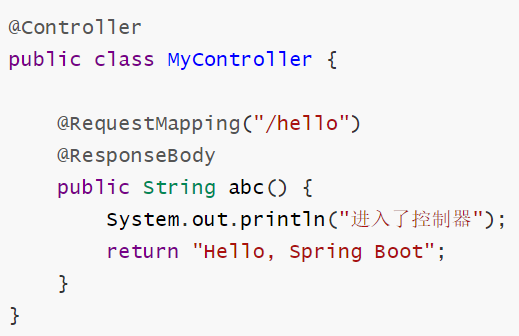 @Controller
public class MyController {
@RequestMapping("/hello")
@ResponseBody
public String abc() {
System.out.println("进入了控制器");
return "Hello, Spring Boot";
}
}